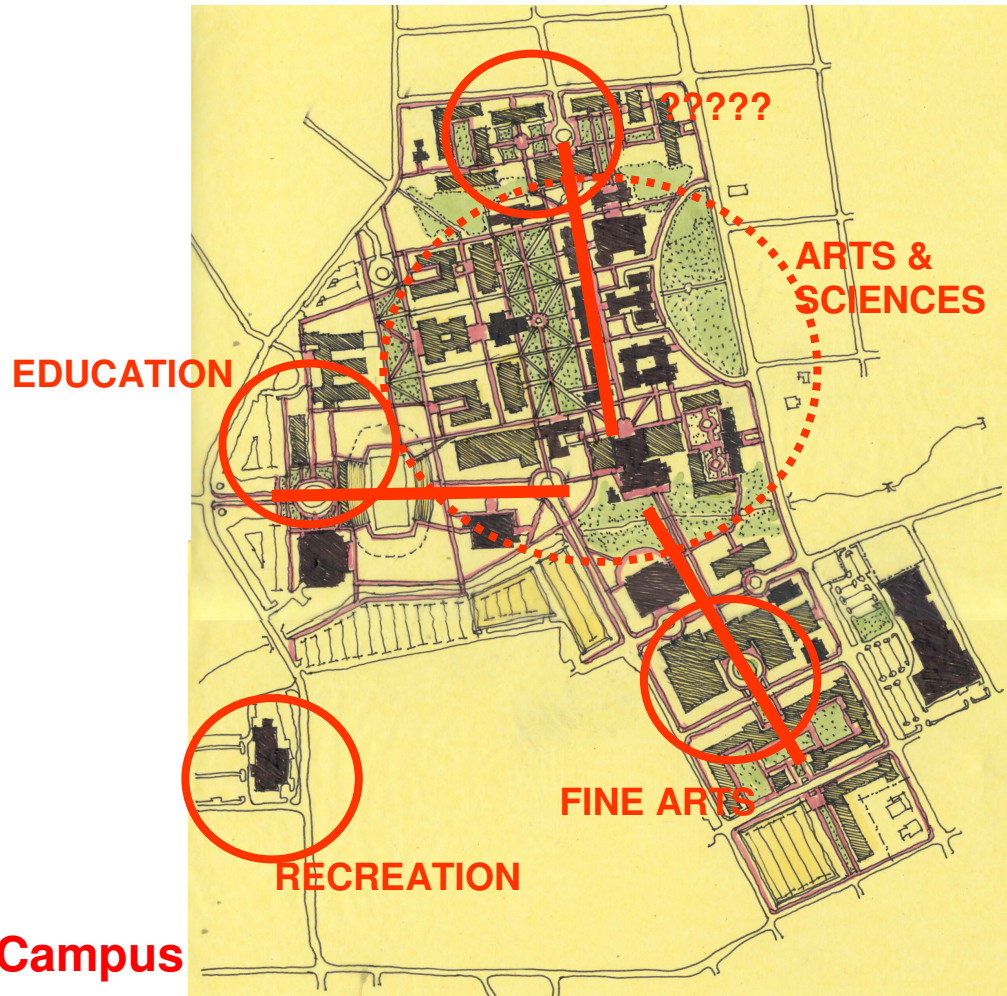 ?????
ARTS &
SCIENCES
EDUCATION
FINE ARTS
RECREATION
Campus